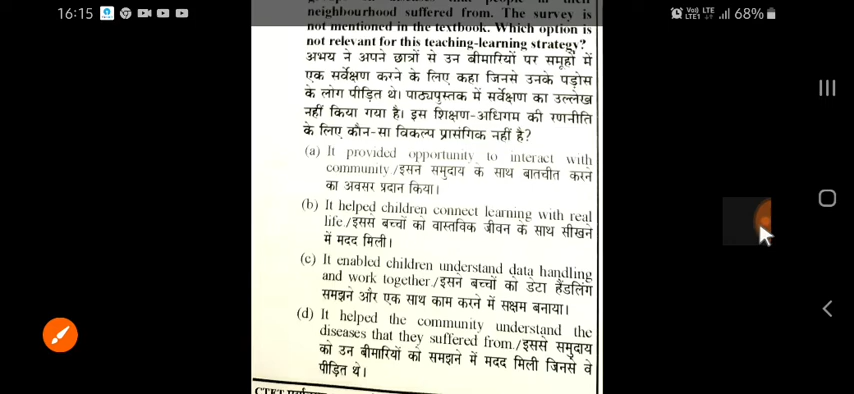 16:15
68%
neighbourhood suffered from. The survey is
not mentioned in the textbook. Which option is
not relevant for this teaching-learning strategy?
अभय ने अपने छात्रों से उन बीमारियों पर समूहों में
एक सर्वेक्षण करने के लिए कहा जिनसे उनके पड़ोस
के लोग पीड़ित थे। पाठ्यपुस्तक में सर्वेक्षण का उल्लेख
नहीं किया गया है। इस शिक्षण-अधिगम की रणनीति
के लिए कौन-सा विकल्प प्रासंगिक नहीं है?
(a) It provided opportunity to interact with
community./इसने समुदाय के साथ बातचीत करने
का अवसर प्रदान किया।
(b) It helped children connect learning with real
life./इससे बच्चों को वास्तविक जीवन के साथ सीखने
में मदद मिली।
(c) It enabled children understand data handling
and work together./इसने बच्चों को डेटा हैंडलिंग
समझने और एक साथ काम करने में सक्षम बनाया।
(d) It helped the community understand the
diseases that they suffered from./इससे समुदाय
को उन बीमारियों को समझने में मदद मिली जिनसे वे
पीड़ित थे।